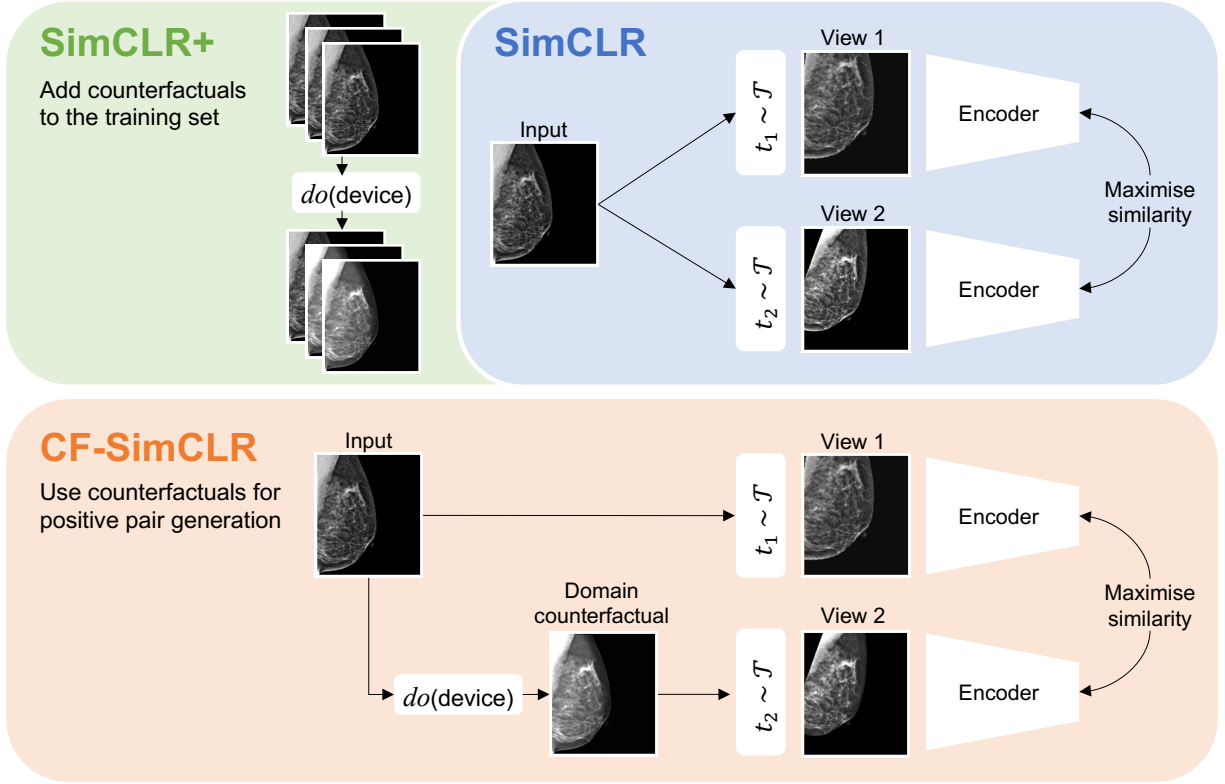 SimCLR+
Add counterfactuals
to the training set
do(device)
SimCLR
Input
t₁ ~ 𝒯
View 1
Encoder
t₂ ~ 𝒯
View 2
Encoder
Maximise
similarity
CF-SimCLR
Use counterfactuals for
positive pair generation
Input
t₁ ~ 𝒯
View 1
Encoder
do(device)
Domain
counterfactual
t₂ ~ 𝒯
View 2
Encoder
Maximise
similarity